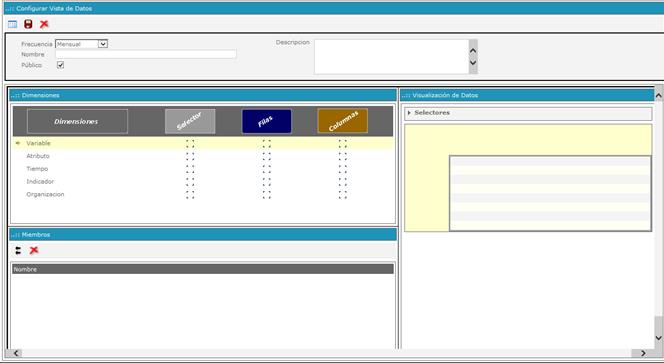 ..:: Configurar Vista de Datos
Frecuencia Mensual
Descripcion
Nombre
Público
..:: Dimensiones
Dimensiones Selector Filas Columnas
Variable
Atributo
Tiempo
Indicador
Organizacion
..:: Miembros
Nombre
..:: Visualización de Datos
Selectores